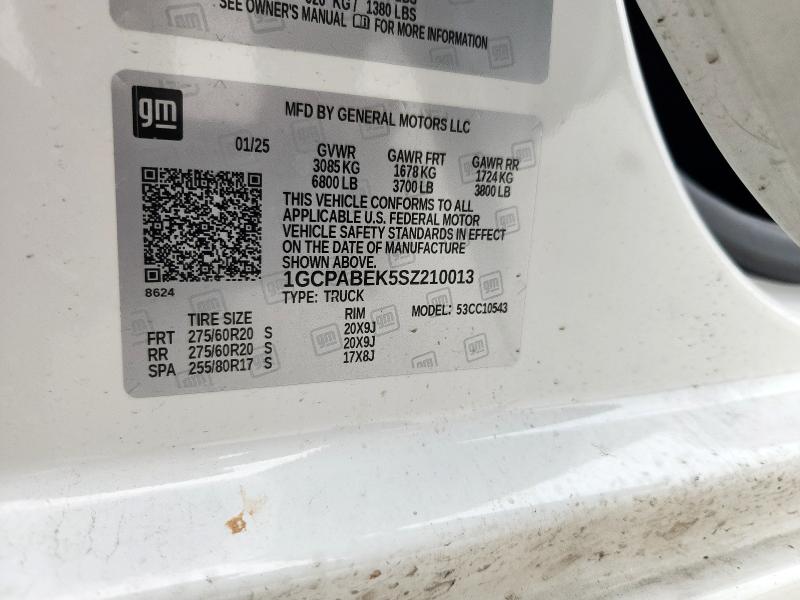 KG / 1380 LBS
SEE OWNER'S MANUAL FOR MORE INFORMATION
gm
MFD BY GENERAL MOTORS LLC
01/25
GVWR GAWR FRT GAWR RR
3085 KG 1678 KG 1724 KG
6800 LB 3700 LB 3800 LB
THIS VEHICLE CONFORMS TO ALL
APPLICABLE U.S. FEDERAL MOTOR
VEHICLE SAFETY STANDARDS IN EFFECT
ON THE DATE OF MANUFACTURE
SHOWN ABOVE.
8624
1GCPABEK5SZ210013
TYPE: TRUCK
TIRE SIZE RIM MODEL: 53CC10543
FRT 275/60R20 S 20X9J
RR 275/60R20 S 20X9J
SPA 255/80R17 S 17X8J